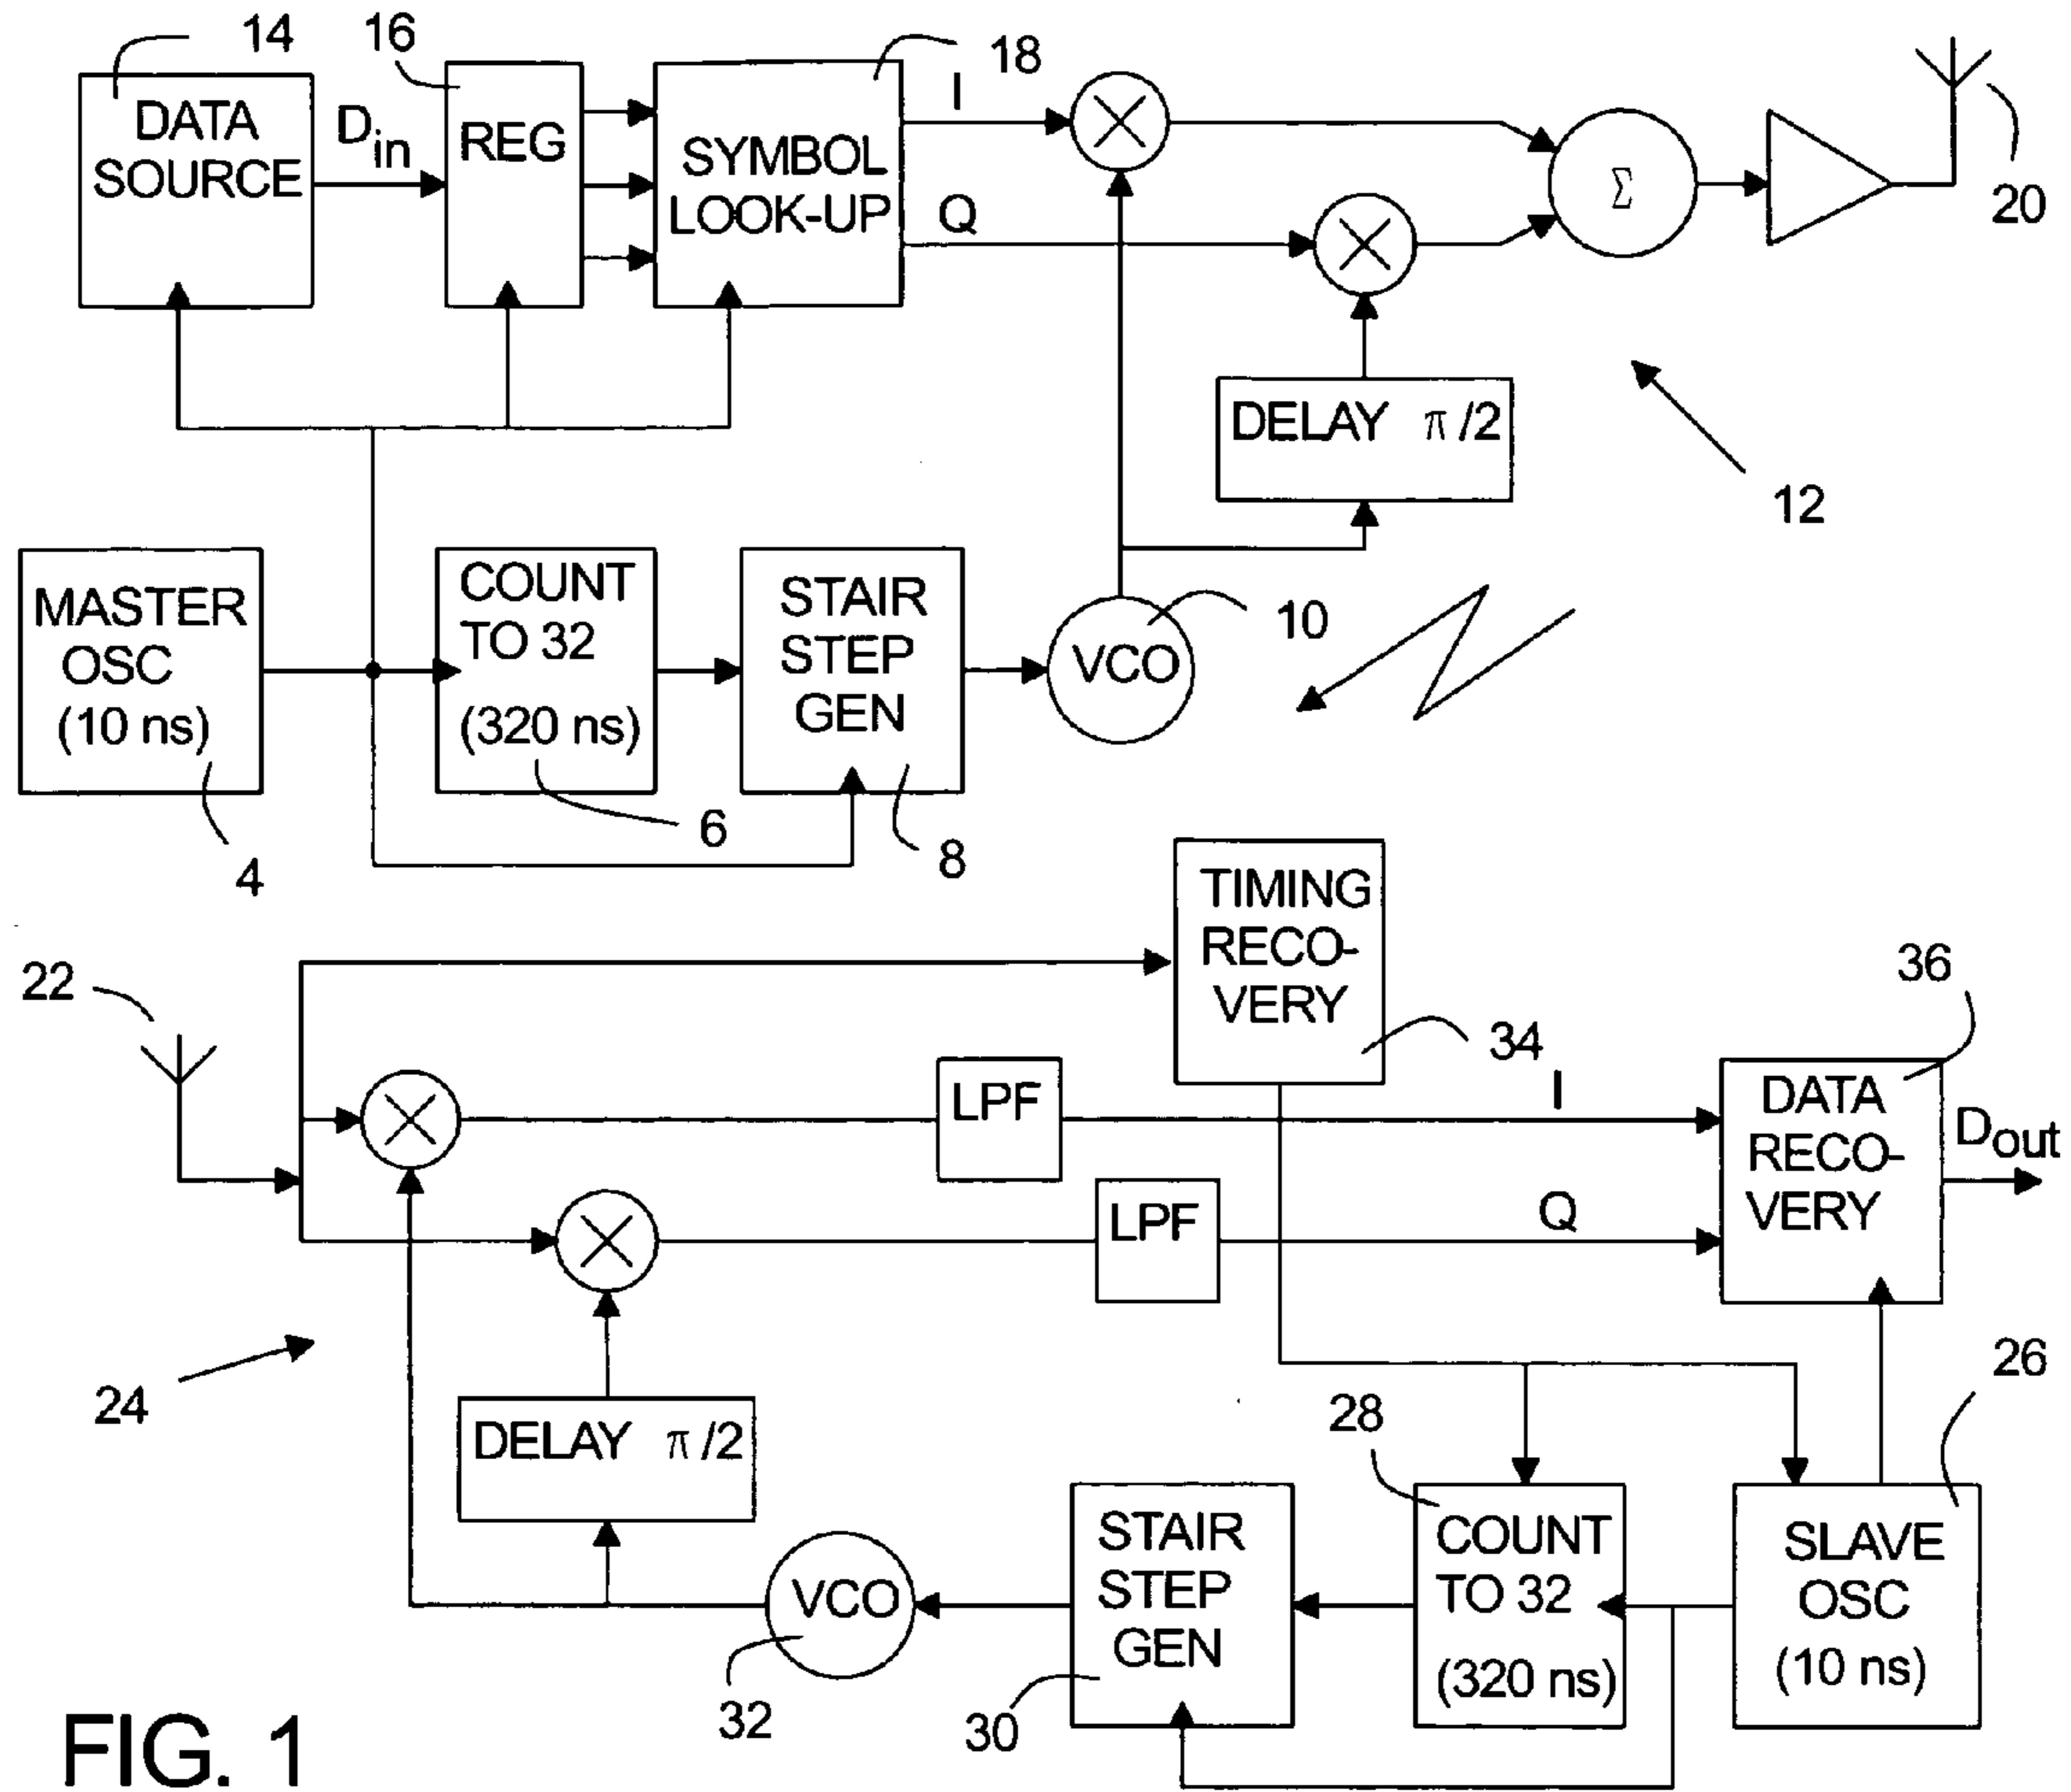 14
16
18
DATA
SOURCE
Din
REG
SYMBOL
LOOK-UP
I
Q
Σ
20
DELAY π/2
12
MASTER
OSC
(10 ns)
4
COUNT
TO 32
(320 ns)
6
STAIR
STEP
GEN
8
VCO
10
22
TIMING
RECO-
VERY
34
LPF
I
LPF
Q
36
DATA
RECO-
VERY
Dout
24
DELAY π/2
VCO
32
STAIR
STEP
GEN
30
28
COUNT
TO 32
(320 ns)
26
SLAVE
OSC
(10 ns)
FIG. 1